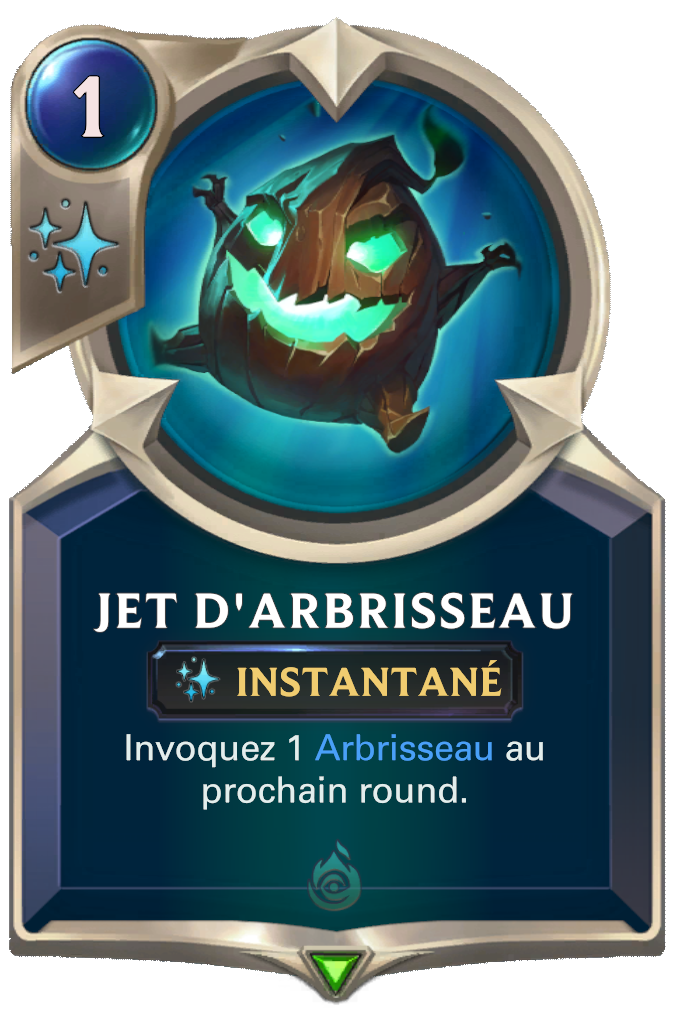 1
JET D'ARBRISSEAU
INSTANTANÉ
Invoquez 1 Arbrisseau au
prochain round.